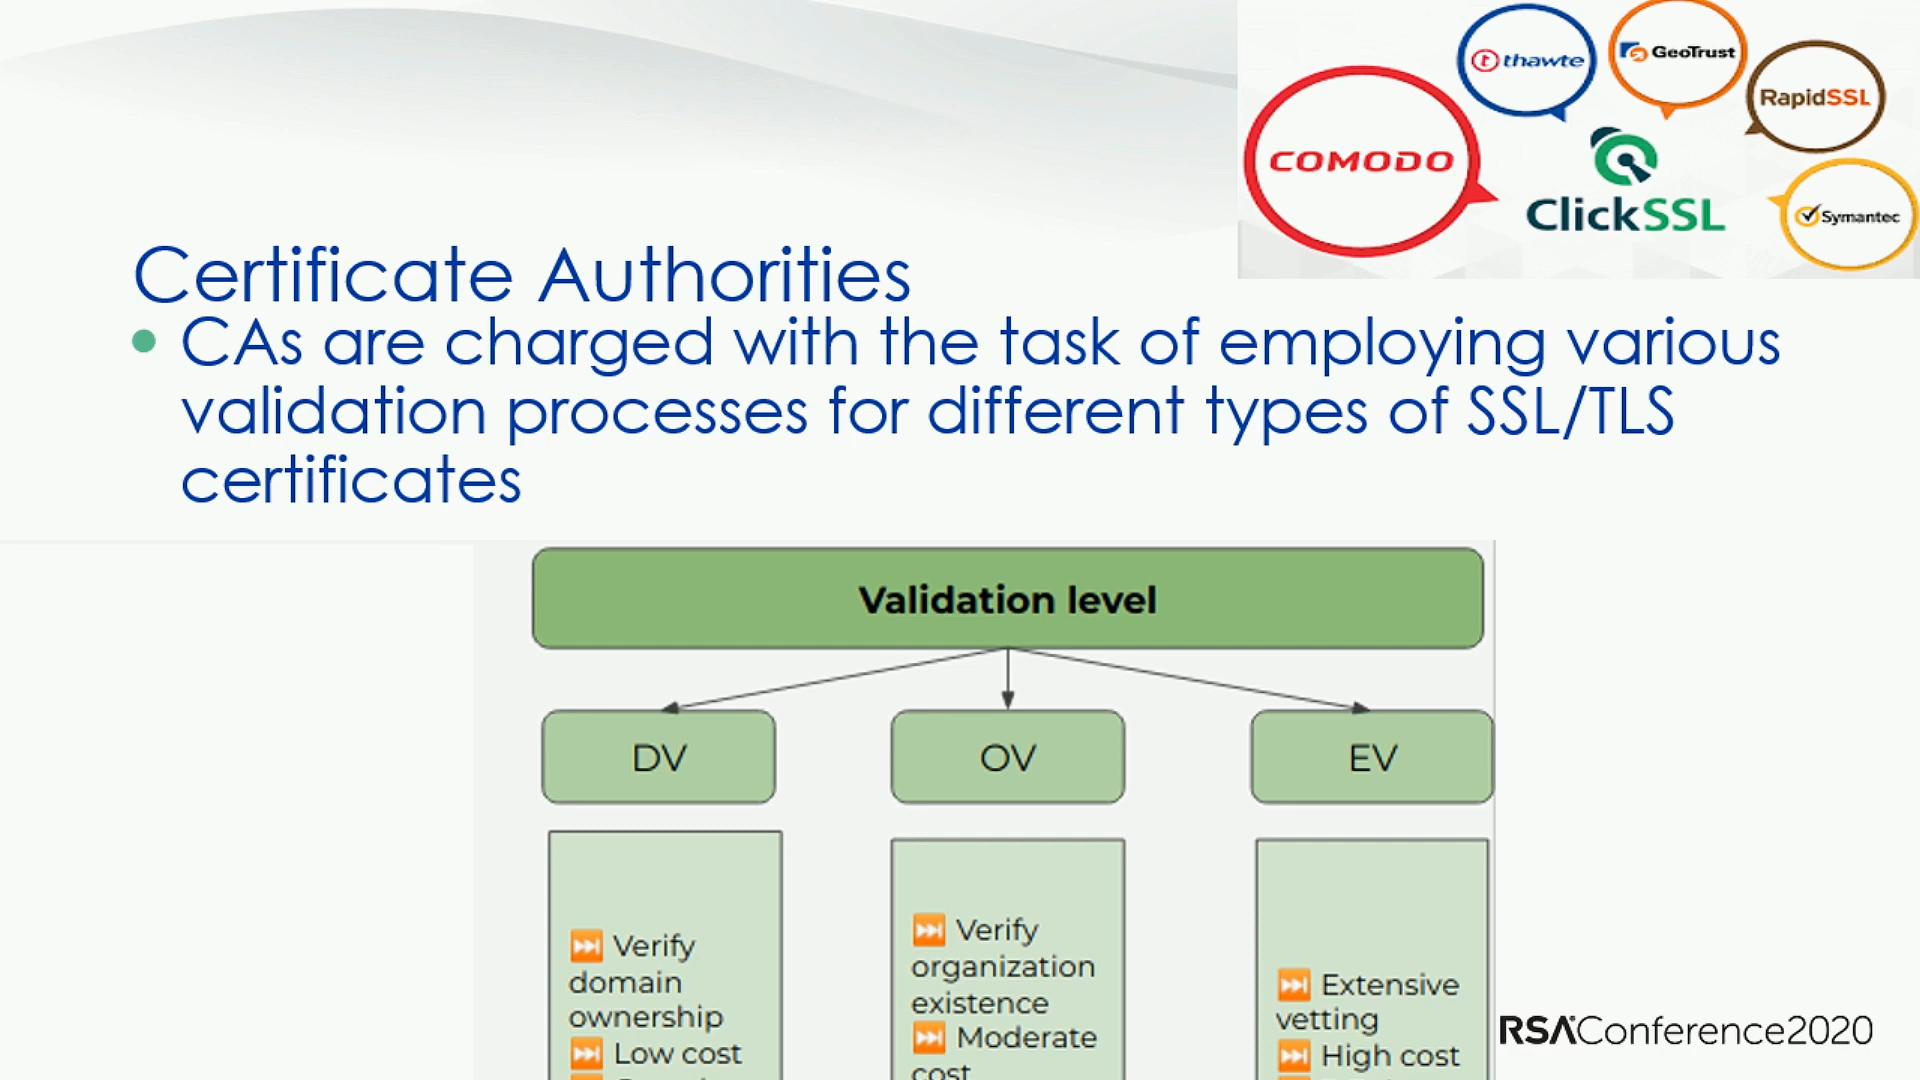 thawte
GeoTrust
RapidSSL
COMODO
ClickSSL
Symantec
Certificate Authorities
CAs are charged with the task of employing various
validation processes for different types of SSL/TLS
certificates
Validation level
DV
OV
EV
Verify
domain
ownership
Low cost
Verify
organization
existence
Moderate
cost
Extensive
vetting
High cost
RSAConference2020